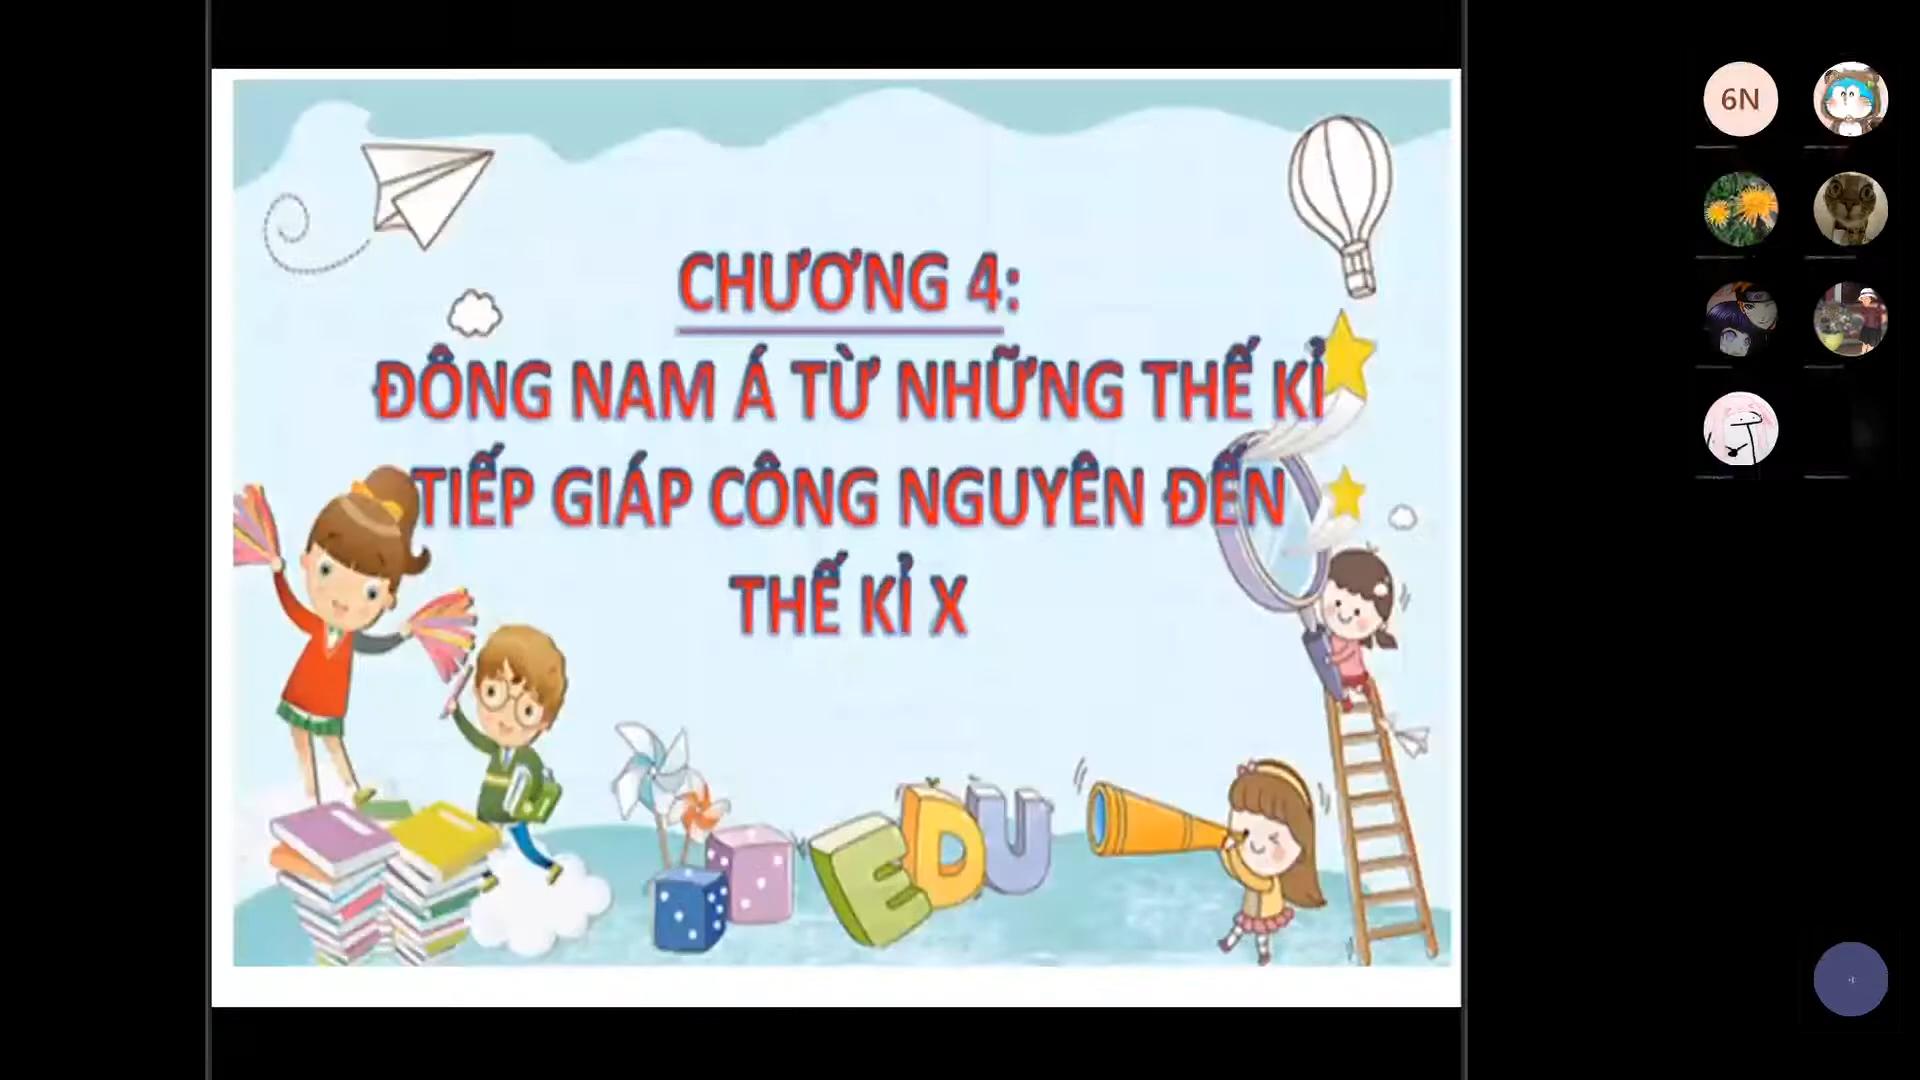 CHƯƠNG 4:
ĐÔNG NAM Á TỪ NHỮNG THẾ KỈ
TIẾP GIÁP CÔNG NGUYÊN ĐẾN
THẾ KỈ X
EDU
6N